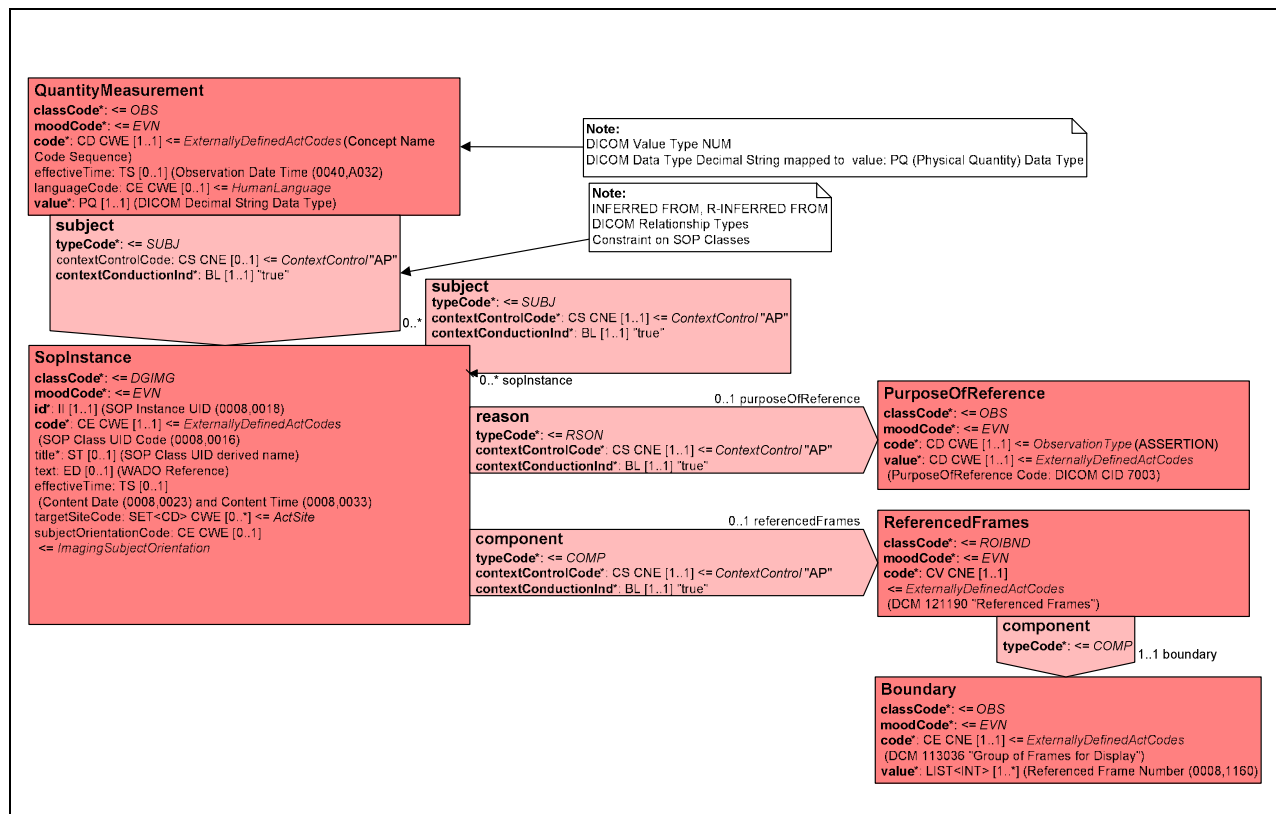 QuantityMeasurement
classCode*: <= OBS
moodCode*: <= EVN
code*: CD CWE [1..1] <= ExternallyDefinedActCodes (Concept Name
Code Sequence)
effectiveTime: TS [0..1] (Observation Date Time (0040,A032)
languageCode: CE CWE [0..1] <= HumanLanguage
value*: PQ [1..1] (DICOM Decimal String Data Type)
Note:
DICOM Value Type NUM
DICOM Data Type Decimal String mapped to value: PQ (Physical Quantity) Data Type
Note:
INFERRED FROM, R-INFERRED FROM
DICOM Relationship Types
Constraint on SOP Classes
subject
typeCode*: <= SUBJ
contextControlCode: CS CNE [0..1] <= ContextControl "AP"
contextConductionInd*: BL [1..1] "true"
0..*
subject
typeCode*: <= SUBJ
contextControlCode*: CS CNE [1..1] <= ContextControl "AP"
contextConductionInd*: BL [1..1] "true"
0..* sopInstance
SopInstance
classCode*: <= DGIMG
moodCode*: <= EVN
id*: II [1..1] (SOP Instance UID (0008,0018)
code*: CE CWE [1..1] <= ExternallyDefinedActCodes
(SOP Class UID Code (0008,0016)
title*: ST [0..1] (SOP Class UID derived name)
text: ED [0..1] (WADO Reference)
effectiveTime: TS [0..1]
(Content Date (0008,0023) and Content Time (0008,0033)
targetSiteCode: SET<CD> CWE [0..*] <= ActSite
subjectOrientationCode: CE CWE [0..1]
<= ImagingSubjectOrientation
0..1 purposeOfReference
reason
typeCode*: <= RSON
contextControlCode*: CS CNE [1..1] <= ContextControl "AP"
contextConductionInd*: BL [1..1] "true"
PurposeOfReference
classCode*: <= OBS
moodCode*: <= EVN
code*: CD CWE [1..1] <= ObservationType (ASSERTION)
value*: CD CWE [1..1] <= ExternallyDefinedActCodes
(PurposeOfReference Code: DICOM CID 7003)
0..1 referencedFrames
component
typeCode*: <= COMP
contextControlCode*: CS CNE [1..1] <= ContextControl "AP"
contextConductionInd*: BL [1..1] "true"
ReferencedFrames
classCode*: <= ROIBND
moodCode*: <= EVN
code*: CV CNE [1..1]
<= ExternallyDefinedActCodes
(DCM 121190 "Referenced Frames")
component
typeCode*: <= COMP
1..1 boundary
Boundary
classCode*: <= OBS
moodCode*: <= EVN
code*: CE CNE [1..1] <= ExternallyDefinedActCodes
(DCM 113036 "Group of Frames for Display")
value*: LIST<INT> [1..*] (Referenced Frame Number (0008,1160)